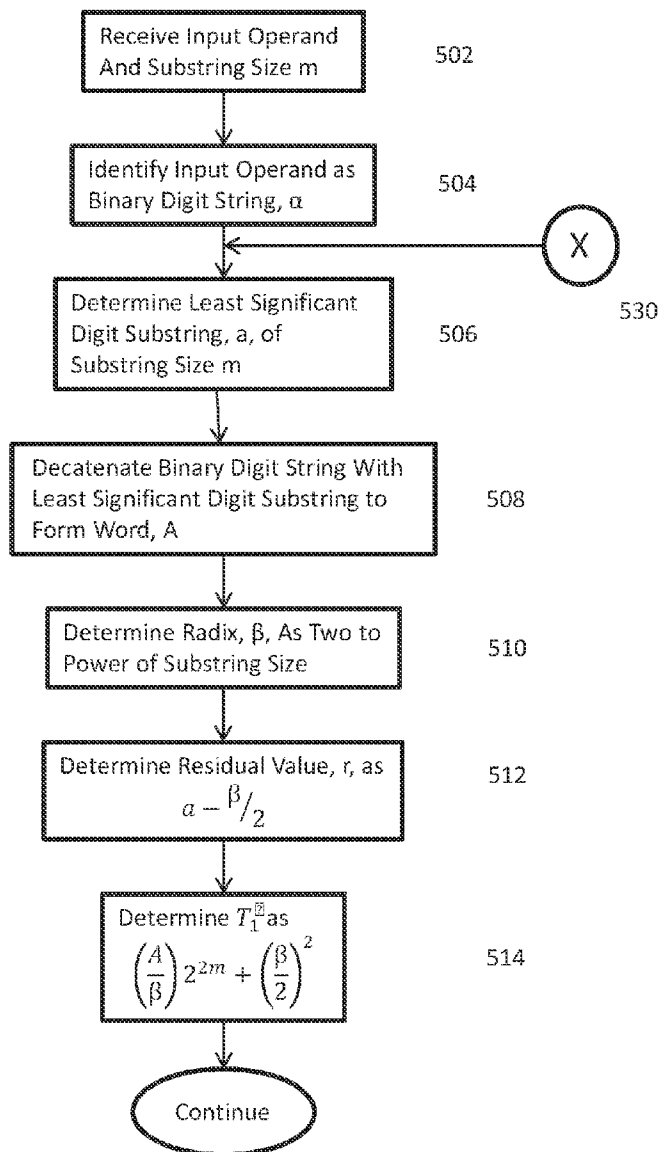 Receive Input Operand
And Substring Size m
502
Identify Input Operand as
Binary Digit String, α
504
X
530
Determine Least Significant
Digit Substring, a, of
Substring Size m
506
Decatenate Binary Digit String With
Least Significant Digit Substring to
Form Word, A
508
Determine Radix, β, As Two to
Power of Substring Size
510
Determine Residual Value, r, as
a − β/2
512
Determine T₁ as
(A/β) 2^{2m} + (β/2)^2
514
Continue